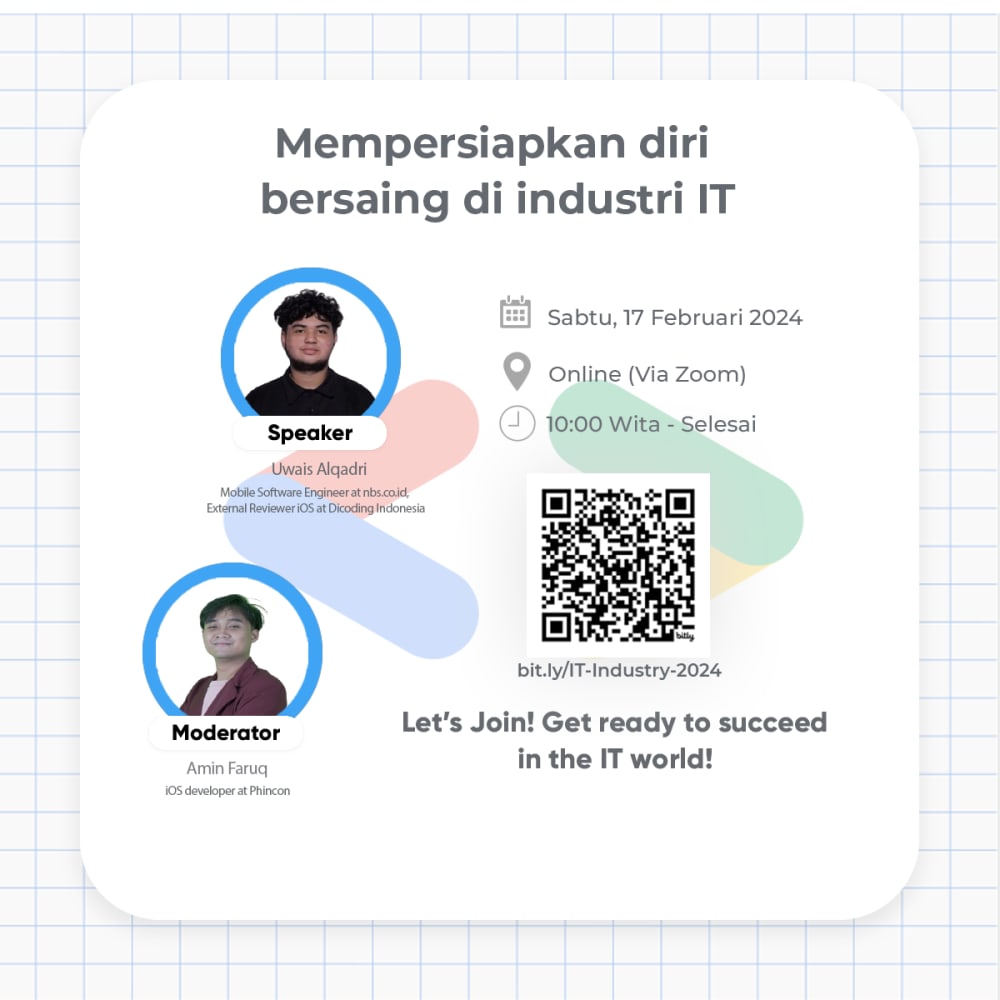 Mempersiapkan diri
bersaing di industri IT
Sabtu, 17 Februari 2024
Online (Via Zoom)
10:00 Wita - Selesai
Speaker
Uwais Alqadri
Mobile Software Engineer at nbs.co.id,
External Reviewer iOS at Dicoding Indonesia
bitly
bit.ly/IT-Industry-2024
Moderator
Amin Faruq
iOS developer at Phincon
Let’s Join! Get ready to succeed
in the IT world!